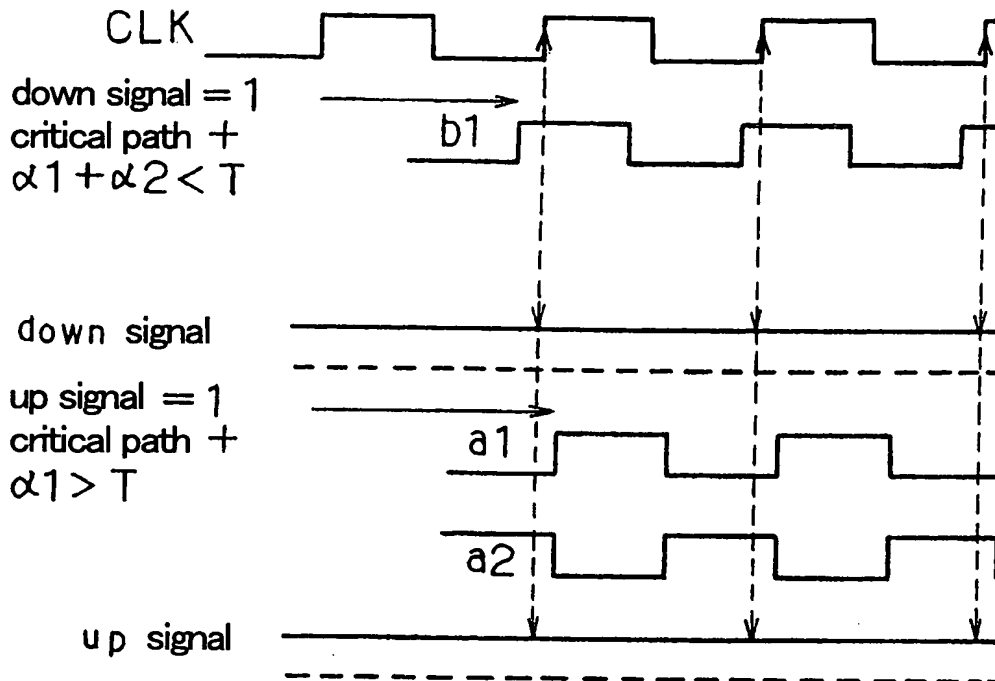 CLK
down signal = 1
critical path +
α1+α2< T
b1
down signal
up signal = 1
critical path +
α1> T
a1
a2
up signal